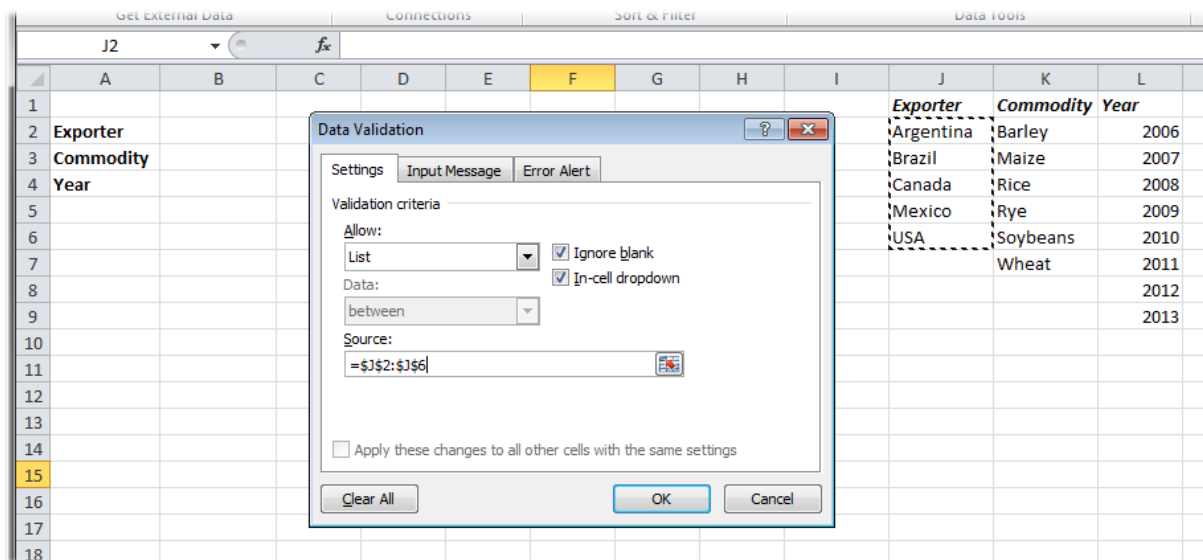 Get External Data Connections Sort & Filter Data Tools
J2 fx
A B C D E F G H I J K L
1 Exporter Commodity Year
2 Exporter Argentina Barley 2006
3 Commodity Brazil Maize 2007
4 Year Canada Rice 2008
5 Mexico Rye 2009
6 USA Soybeans 2010
7 Wheat 2011
8 2012
9 2013
10
11
12
13
14
15
16
17
18
Data Validation
Settings Input Message Error Alert
Validation criteria
Allow:
List Ignore blank
Data: In-cell dropdown
between
Source:
=$J$2:$J$6
Apply these changes to all other cells with the same settings
Clear All OK Cancel